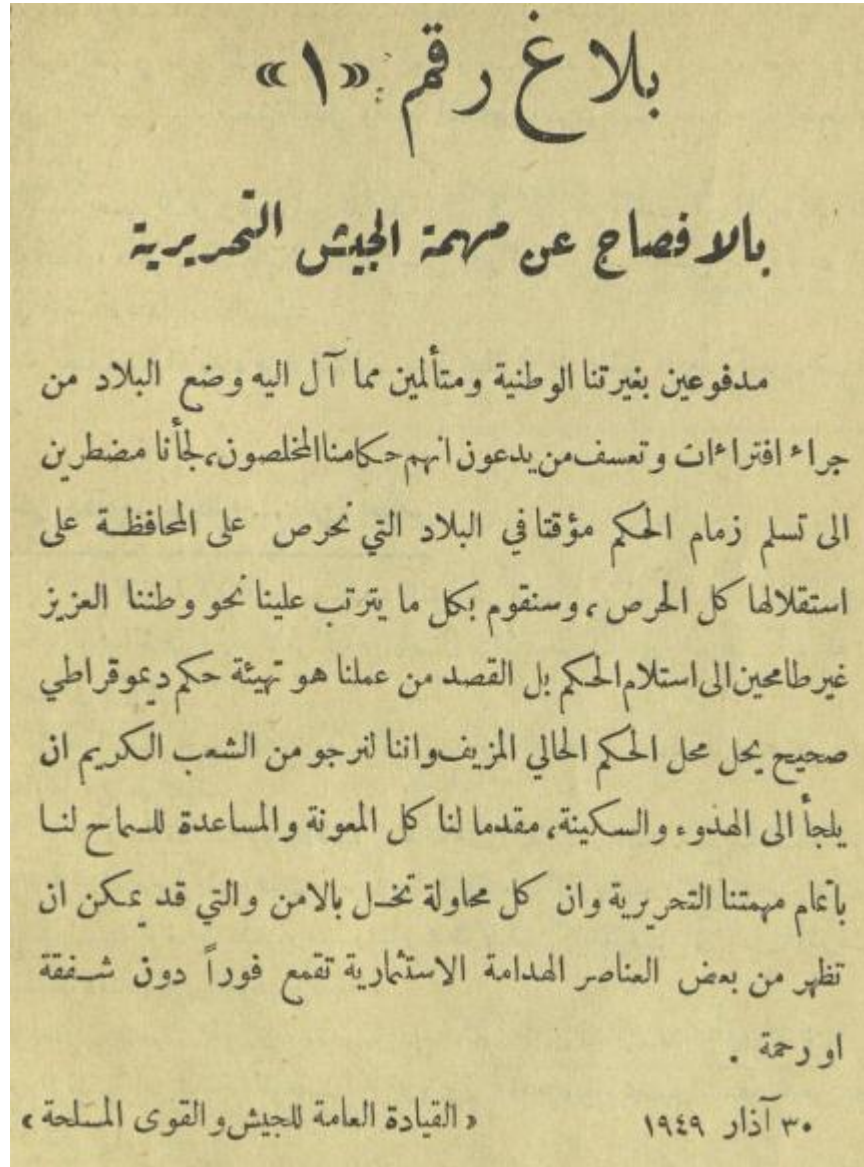 بلاغ رقم «١»
بالافصاح عن مهمة الجيش التحريرية
مدفوعين بغيرتنا الوطنية ومتألمين مما آل اليه وضع البلاد من
جراء افتراءات وتعسف من يدعون انهم حكامنا المخلصون، لجأنا مضطرين
الى تسلم زمام الحكم مؤقتا في البلاد التي نحرص على المحافظة على
استقلالها كل الحرص، وسنقوم بكل ما يترتب علينا نحو وطننا العزيز
غير طامحين الى استلام الحكم بل القصد من عملنا هو تهيئة حكم ديموقراطي
صحيح يحل محل الحكم الحالي المزيف واننا لنرجو من الشعب الكريم ان
يلجأ الى الهدوء والسكينة، مقدما لنا كل المعونة والمساعدة للسماح لنا
باتمام مهمتنا التحريرية وان كل محاولة تخل بالامن والتي قد يمكن ان
تظهر من بعض العناصر الهدامة الاستثمارية تقمع فوراً دون شفقة
او رحمة .
٣٠ آذار ١٩٤٩ «القيادة العامة للجيش والقوى المسلحة»